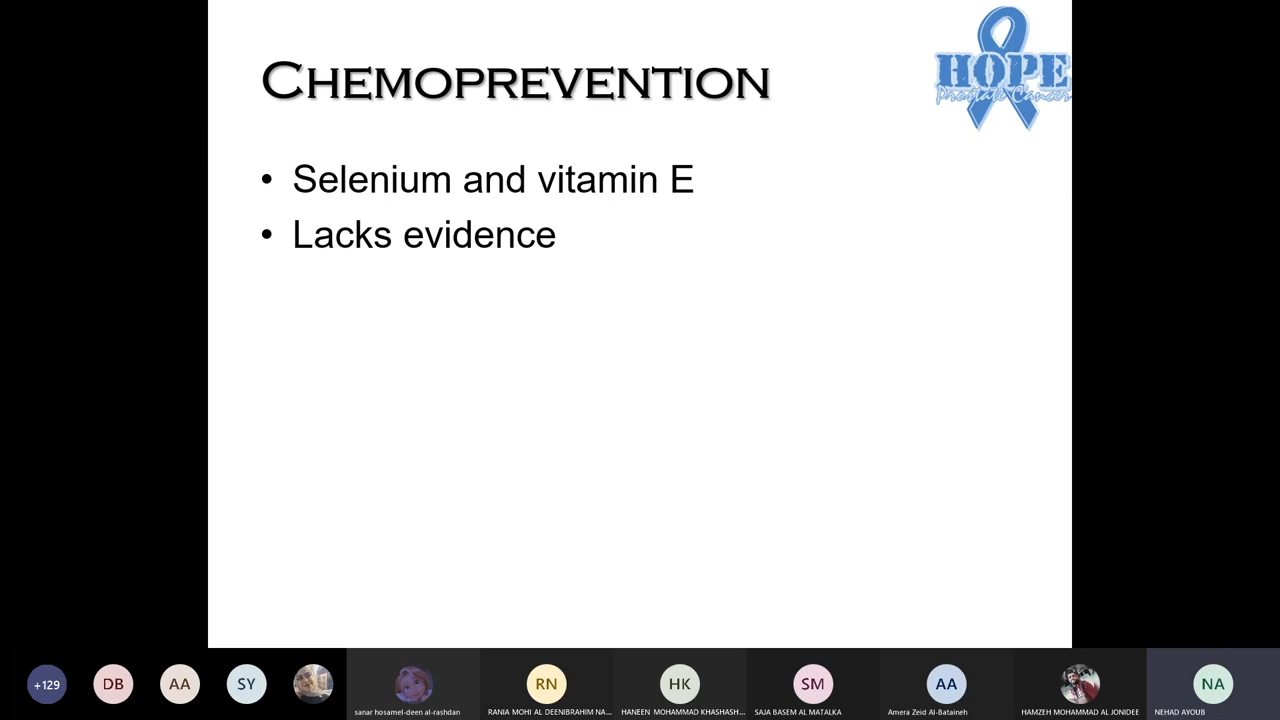 HOPE
Prostate Cancer
CHEMOPREVENTION
• Selenium and vitamin E
• Lacks evidence
+129
DB
AA
SY
RN
HK
SM
AA
NA
sanar hosamel-deen al-rashdan
RANIA MOHI AL DEENIBRAHIM NA...
HANEEN MOHAMMAD KHASHASH...
SAJA BASEM AL MATALKA
Amera Zeid Al-Bataineh
HAMZEH MOHAMMAD AL JONIDEE
NEHAD AYOUB